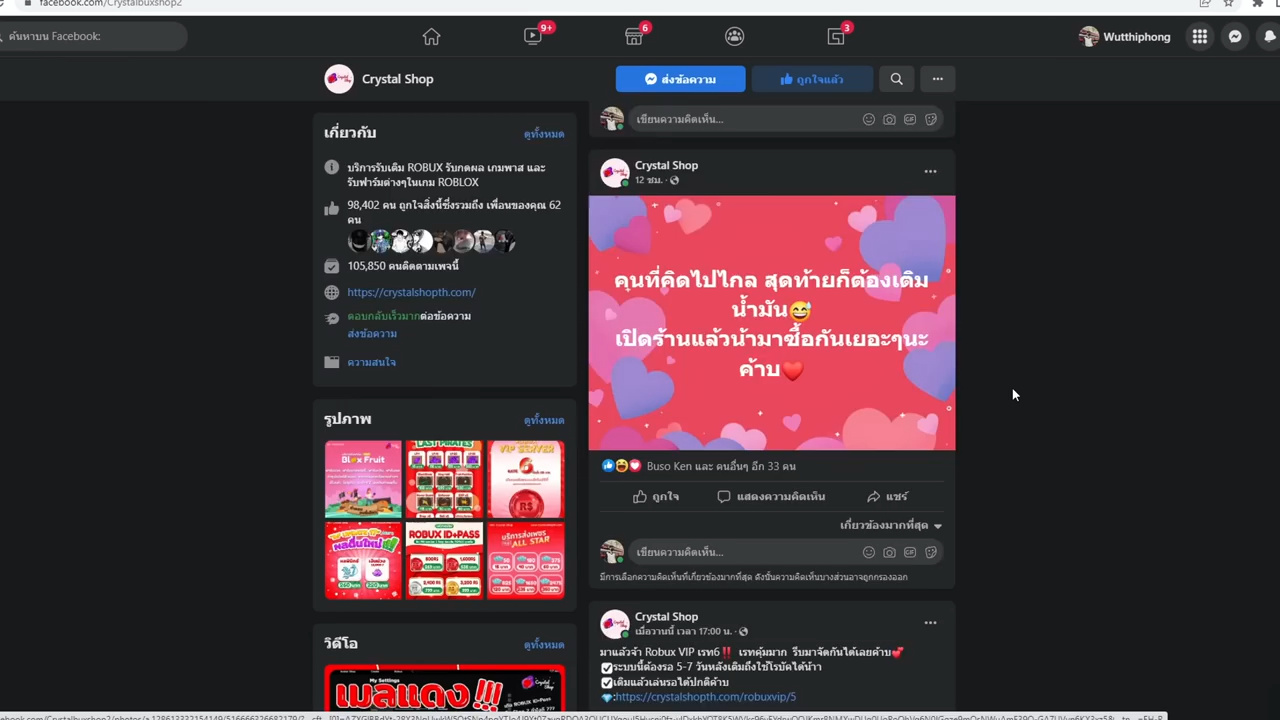 facebook.com/Crystalbuxshop2
ค้นหาบน Facebook:
9+
6
3
Wutthiphong
Crystal Shop
ส่งข้อความ
ถูกใจแล้ว
เกี่ยวกับ
ดูทั้งหมด
บริการรับเติม ROBUX รับกดผล เกมพาส และ
รับฟาร์มต่างๆในเกม ROBLOX
98,402 คน ถูกใจสิ่งนี้ซึ่งรวมถึง เพื่อนของคุณ 62
คน
105,850 คนติดตามเพจนี้
https://crystalshopth.com/
ตอบกลับเร็วมากต่อข้อความ
ส่งข้อความ
ความสนใจ
รูปภาพ
ดูทั้งหมด
Blox Fruit
LAST PIRATES
VIP SERVER
ROBUX ID+PASS
ALL STAR
วิดีโอ
ดูทั้งหมด
My Settings
Crystal Shop
เมลแดง!!!
เขียนความคิดเห็น...
Crystal Shop
12 ชม.
คนที่คิดไปไกล สุดท้ายก็ต้องเติม
น้ำมัน😅
เปิดร้านแล้วน้ามาซื้อกันเยอะๆนะ
ค้าบ❤️
Buso Ken และ คนอื่นๆ อีก 33 คน
ถูกใจ
แสดงความคิดเห็น
แชร์
เกี่ยวข้องมากที่สุด
เขียนความคิดเห็น...
มีการเลือกความคิดเห็นที่เกี่ยวข้องมากที่สุด ดังนั้นความคิดเห็นบางส่วนอาจถูกกรองออก
Crystal Shop
เมื่อวานนี้ เวลา 17:00 น.
มาแล้วจ้า Robux VIP เรท6‼️ เรทคุ้มมาก รีบมาจัดกันได้เลยค้าบ💕
☑ระบบนี้ต้องรอ 5-7 วันหลังเติมถึงใช้โรบัคได้น้าา
☑เติมแล้วเล่นรอได้ปกติค้าบ
💎:https://crystalshopth.com/robuxvip/5